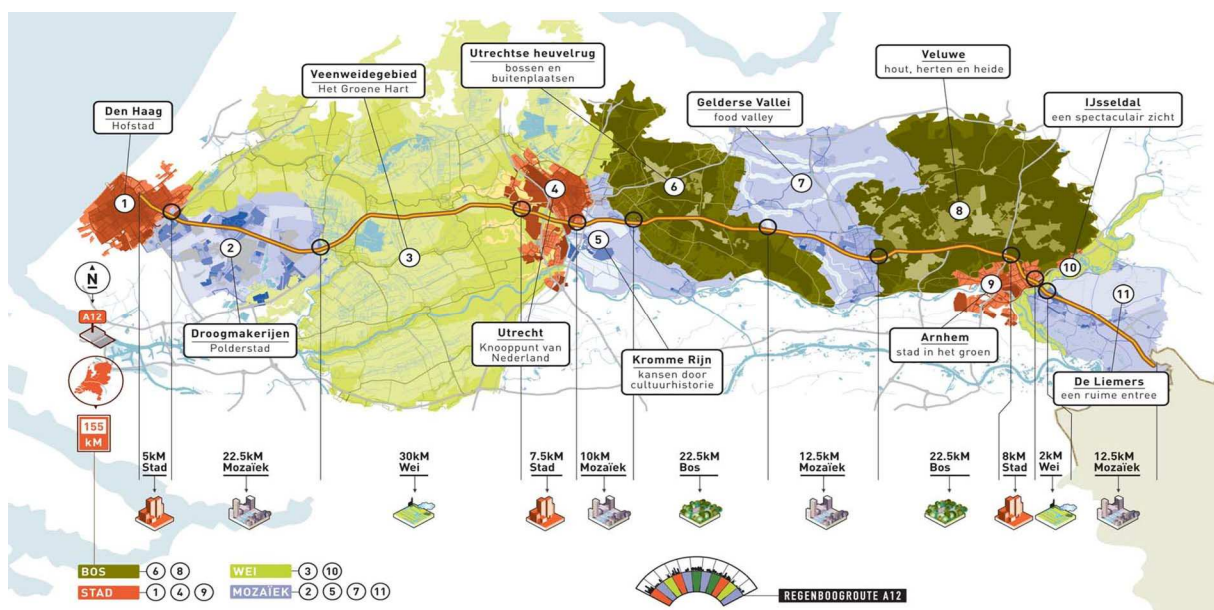 Utrechtse heuvelrug
bossen en
buitenplaatsen
Veluwe
hout, herten en heide
Veenweidegebied
Het Groene Hart
Gelderse Vallei
food valley
Den Haag
Hofstad
IJsseldal
een spectaculair zicht
1
2
3
4
5
6
7
8
9
10
11
N
A12
155
kM
Droogmakerijen
Polderstad
Utrecht
Knooppunt van
Nederland
Kromme Rijn
kansen door
cultuurhistorie
Arnhem
stad in het groen
De Liemers
een ruime entree
5kM
Stad
22.5kM
Mozaïek
30kM
Wei
7.5kM
Stad
10kM
Mozaïek
22.5kM
Bos
12.5kM
Mozaïek
22.5kM
Bos
8kM
Stad
2kM
Wei
12.5kM
Mozaïek
BOS 6 8
WEI 3 10
STAD 1 4 9
MOZAÏEK 2 5 7 11
REGENBOOGROUTE A12